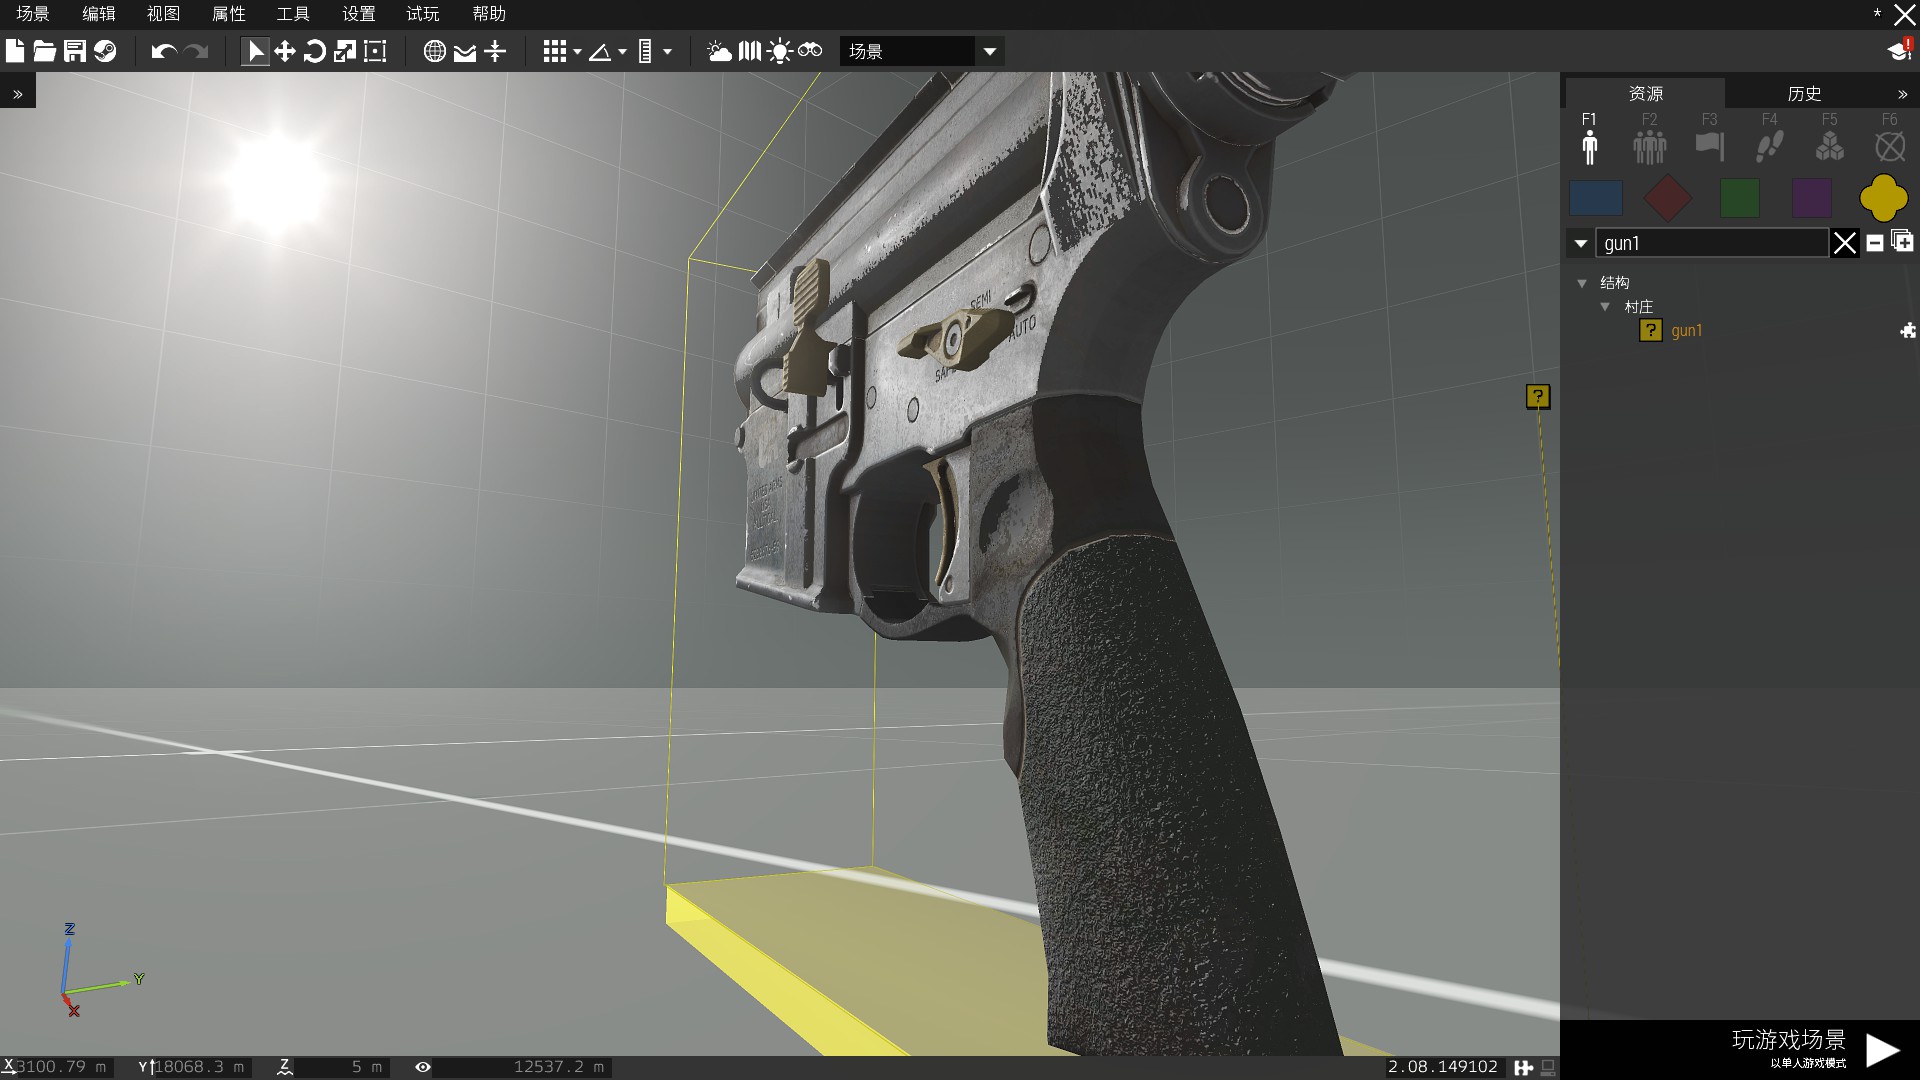 场景 编辑 视图 属性 工具 设置 试玩 帮助 *
场景
» 资源 历史 »
F1 F2 F3 F4 F5 F6
gun1
结构
村庄
? gun1
?
SEMI
AUTO
Z
Y
X
玩游戏场景
以单人游戏模式
X 3100.79 m Y 18068.3 m Z 5 m 12537.2 m 2.08.149102